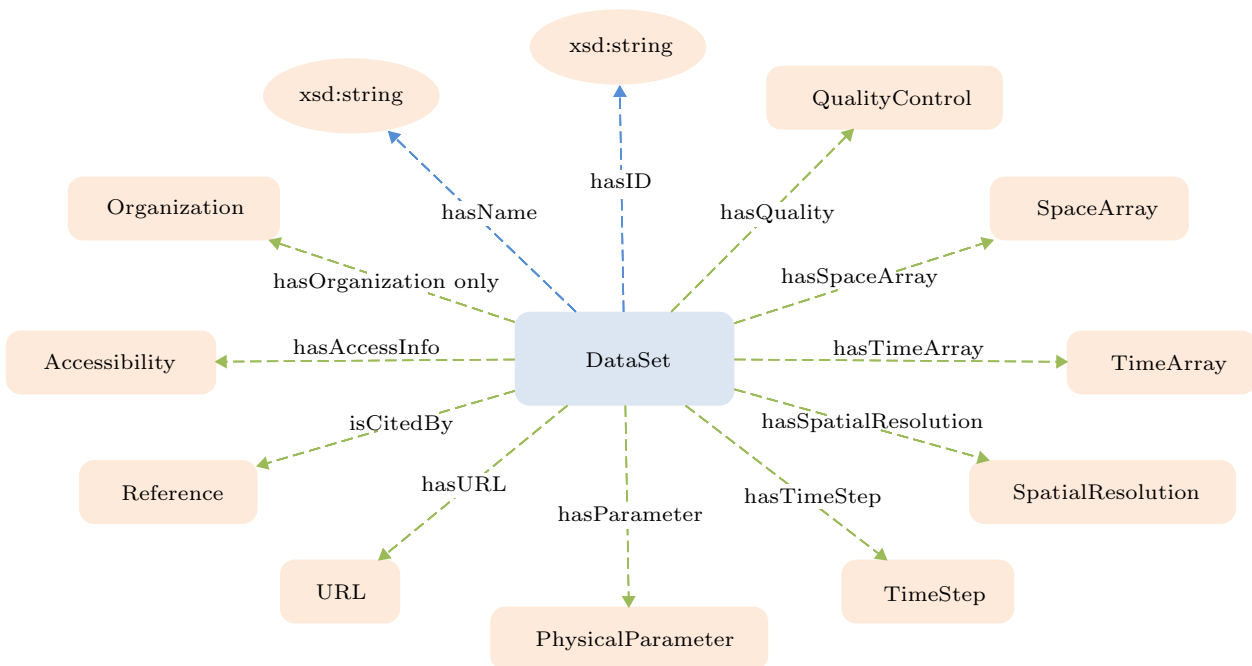 xsd:string
xsd:string
QualityControl
hasID
Organization
hasName
hasQuality
SpaceArray
hasOrganization only
hasSpaceArray
hasAccessInfo
hasTimeArray
Accessibility
DataSet
TimeArray
isCitedBy
hasSpatialResolution
hasURL
hasTimeStep
Reference
SpatialResolution
hasParameter
URL
TimeStep
PhysicalParameter